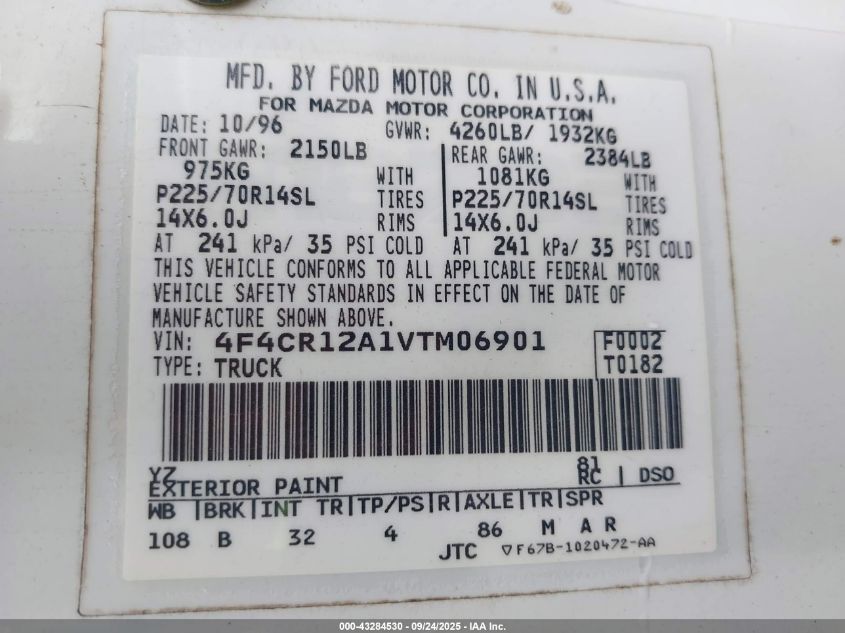 MFD. BY FORD MOTOR CO. IN U.S.A.
FOR MAZDA MOTOR CORPORATION
DATE: 10/96 GVWR: 4260LB/ 1932KG
FRONT GAWR: 2150LB REAR GAWR: 2384LB
975KG WITH 1081KG WITH
P225/70R14SL TIRES P225/70R14SL TIRES
14X6.0J RIMS 14X6.0J RIMS
AT 241 kPa/ 35 PSI COLD AT 241 kPa/ 35 PSI COLD
THIS VEHICLE CONFORMS TO ALL APPLICABLE FEDERAL MOTOR
VEHICLE SAFETY STANDARDS IN EFFECT ON THE DATE OF
MANUFACTURE SHOWN ABOVE.
VIN: 4F4CR12A1VTM06901 F0002
TYPE: TRUCK T0182
YZ 81
EXTERIOR PAINT RC | DSO
WB |BRK|INT TR|TP/PS|R|AXLE|TR|SPR
108 B 32 4 86 M A R
JTC ▽F67B-1020472-AA
000-43284530 - 09/24/2025 - IAA Inc.